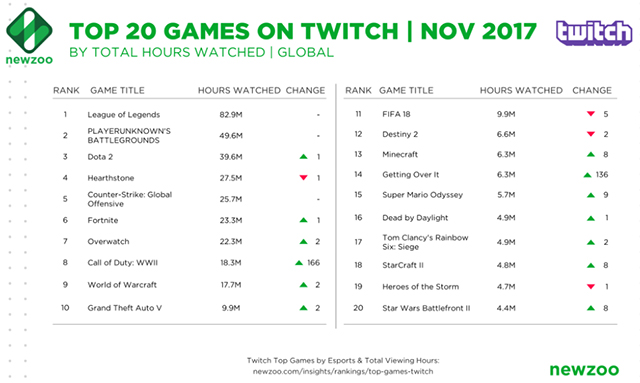 TOP 20 GAMES ON TWITCH | NOV 2017
BY TOTAL HOURS WATCHED | GLOBAL
newzoo
twitch
RANK GAME TITLE HOURS WATCHED CHANGE
1 League of Legends 82.9M -
2 PLAYERUNKNOWN'S BATTLEGROUNDS 49.6M -
3 Dota 2 39.6M ▲ 1
4 Hearthstone 27.5M ▼ 1
5 Counter-Strike: Global Offensive 25.7M -
6 Fortnite 23.3M ▲ 1
7 Overwatch 22.3M ▲ 2
8 Call of Duty: WWII 18.3M ▲ 166
9 World of Warcraft 17.7M ▲ 2
10 Grand Theft Auto V 9.9M ▲ 2
RANK GAME TITLE HOURS WATCHED CHANGE
11 FIFA 18 9.9M ▼ 5
12 Destiny 2 6.6M ▼ 2
13 Minecraft 6.3M ▲ 8
14 Getting Over It 6.3M ▲ 136
15 Super Mario Odyssey 5.7M ▲ 9
16 Dead by Daylight 4.9M ▲ 1
17 Tom Clancy's Rainbow Six: Siege 4.9M ▲ 2
18 StarCraft II 4.8M ▲ 8
19 Heroes of the Storm 4.7M ▼ 1
20 Star Wars Battlefront II 4.4M ▲ 8
Twitch Top Games by Esports & Total Viewing Hours:
newzoo.com/insights/rankings/top-games-twitch
newzoo